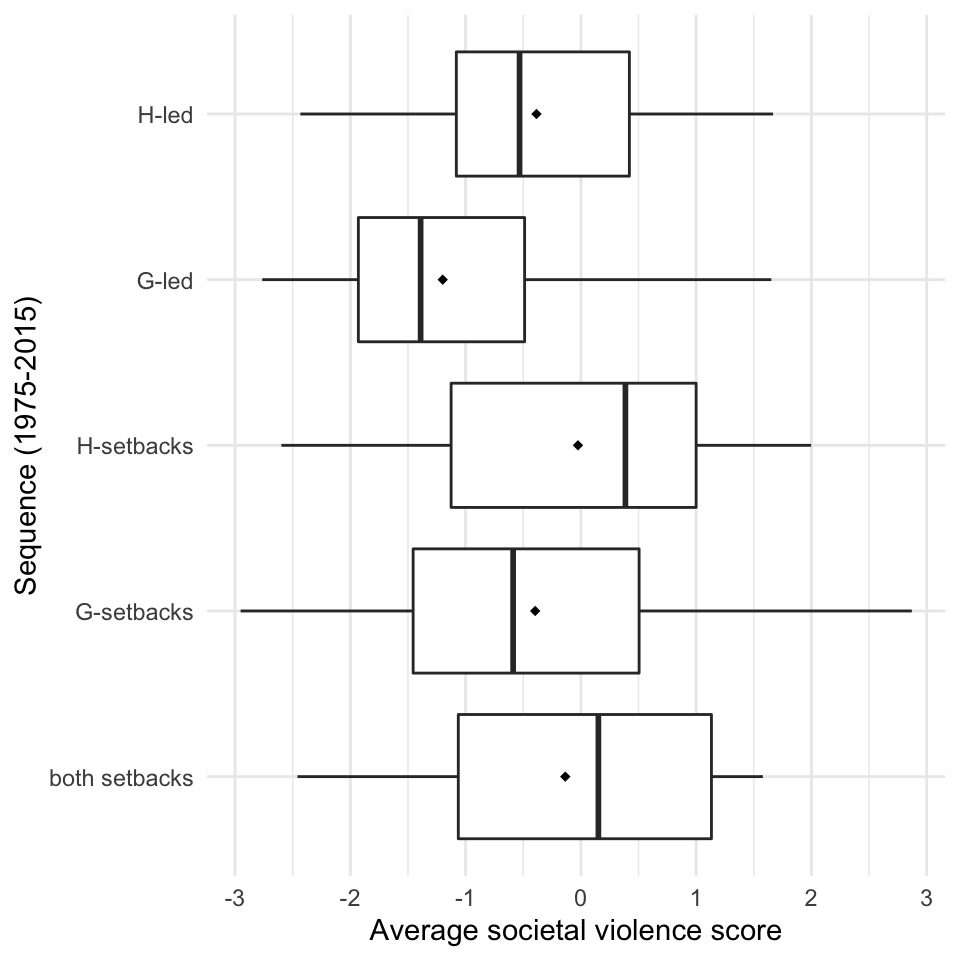 H-led
G-led
H-setbacks
G-setbacks
both setbacks
Sequence (1975-2015)
-3 -2 -1 0 1 2 3
Average societal violence score